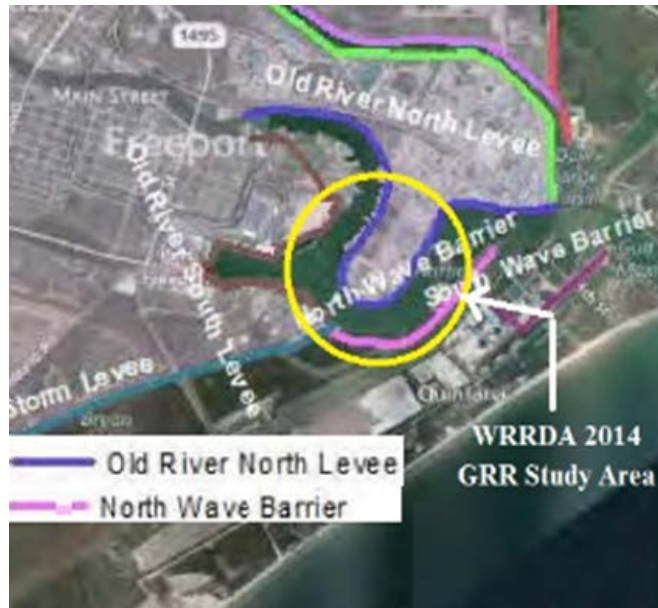 1495
MAIN STREET
Old River North Levee
Freeport
Old River South Levee
North Wave Barrier
South Wave Barrier
Storm Levee
Bryan
Quintana
WRRDA 2014
GRR Study Area
Old River North Levee
North Wave Barrier